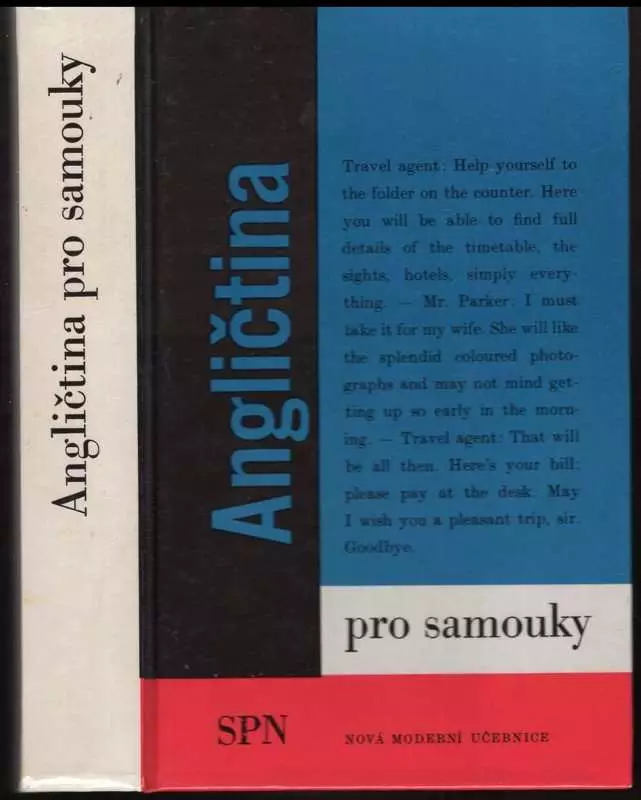 Angličtina pro samouky
Angličtina
Travel agent: Help yourself to
the folder on the counter. Here
you will be able to find full
details of the timetable, the
sights, hotels, simply every-
thing. — Mr. Parker: I must
take it for my wife. She will like
the splendid coloured photo-
graphs and may not mind get-
ting up so early in the morn-
ing. — Travel agent: That will
be all then. Here's your bill;
please pay at the desk. May
I wish you a pleasant trip, sir.
Goodbye.
pro samouky
SPN
NOVÁ MODERNÍ UČEBNICE